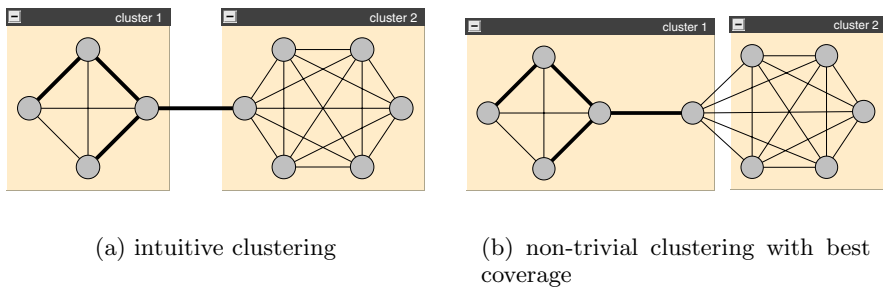 cluster 1
cluster 2
cluster 1
cluster 2
(a) intuitive clustering
(b) non-trivial clustering with best
coverage